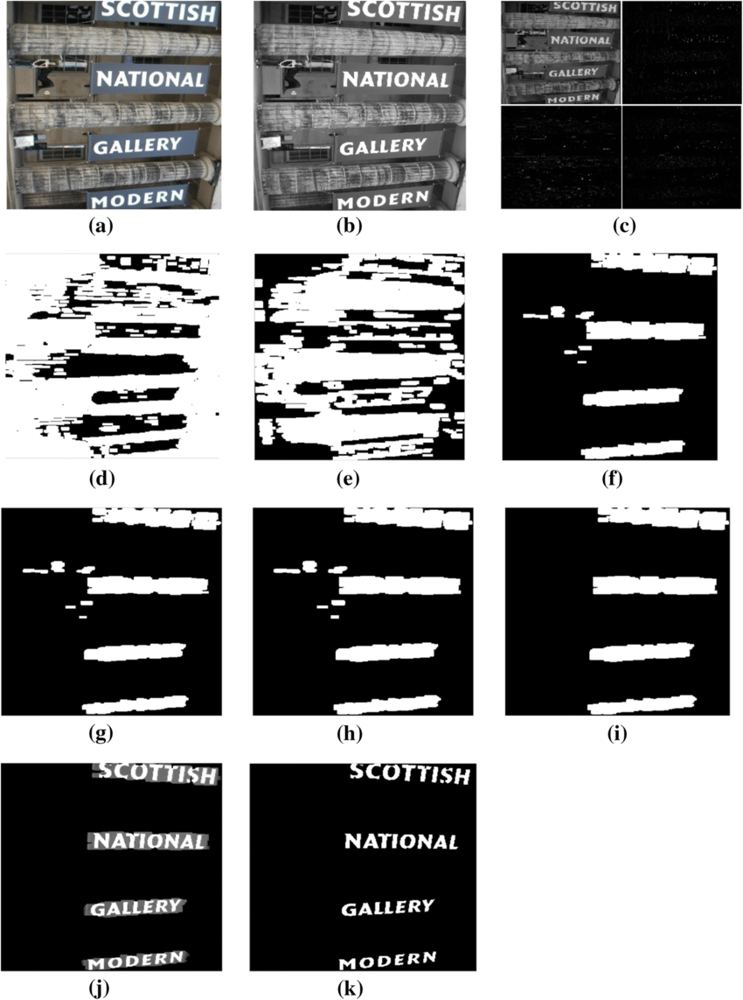 SCOTTISH
NATIONAL
GALLERY
MODERN
SCOTTISH
NATIONAL
GALLERY
MODERN
SCOTTISH
NATIONAL
GALLERY
MODERN
(a)
(b)
(c)
(d)
(e)
(f)
(g)
(h)
(i)
SCOTTISH
NATIONAL
GALLERY
MODERN
SCOTTISH
NATIONAL
GALLERY
MODERN
(j)
(k)